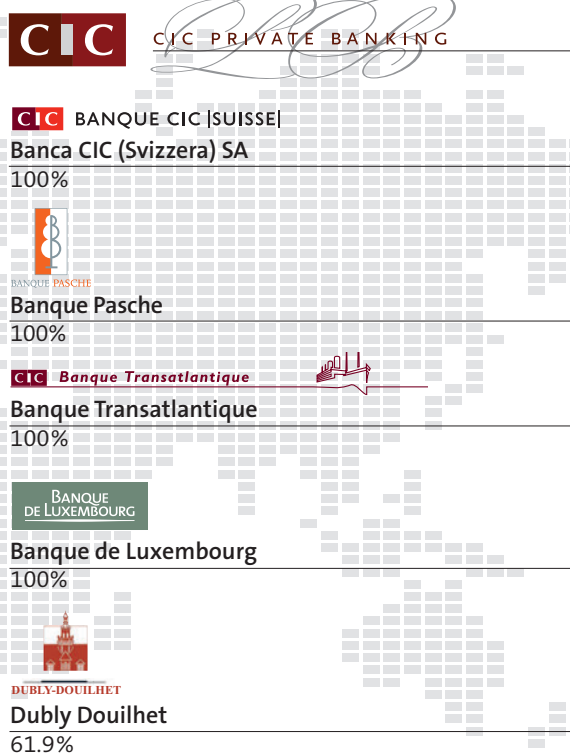 CIC CIC PRIVATE BANKING
CIC BANQUE CIC |SUISSE|
Banca CIC (Svizzera) SA
100%
BANQUE PASCHE
Banque Pasche
100%
CIC Banque Transatlantique
Banque Transatlantique
100%
BANQUE
DE LUXEMBOURG
Banque de Luxembourg
100%
DUBLY-DOUILHET
Dubly Douilhet
61.9%